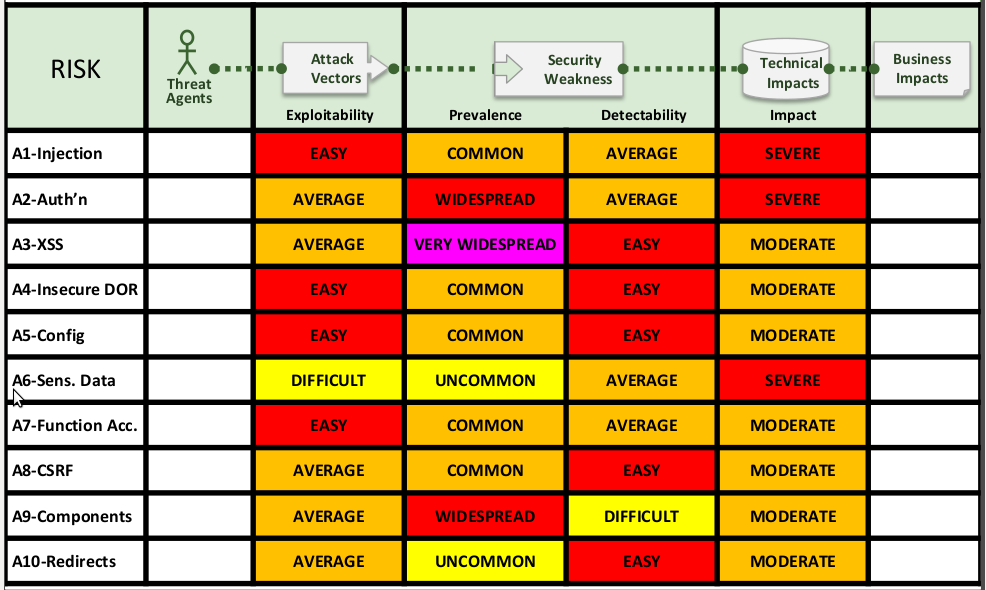 RISK
Threat
Agents
Attack
Vectors
Security
Weakness
Technical
Impacts
Business
Impacts
Exploitability
Prevalence
Detectability
Impact
A1-Injection EASY COMMON AVERAGE SEVERE
A2-Auth’n AVERAGE WIDESPREAD AVERAGE SEVERE
A3-XSS AVERAGE VERY WIDESPREAD EASY MODERATE
A4-Insecure DOR EASY COMMON EASY MODERATE
A5-Config EASY COMMON EASY MODERATE
A6-Sens. Data DIFFICULT UNCOMMON AVERAGE SEVERE
A7-Function Acc. EASY COMMON AVERAGE MODERATE
A8-CSRF AVERAGE COMMON EASY MODERATE
A9-Components AVERAGE WIDESPREAD DIFFICULT MODERATE
A10-Redirects AVERAGE UNCOMMON EASY MODERATE